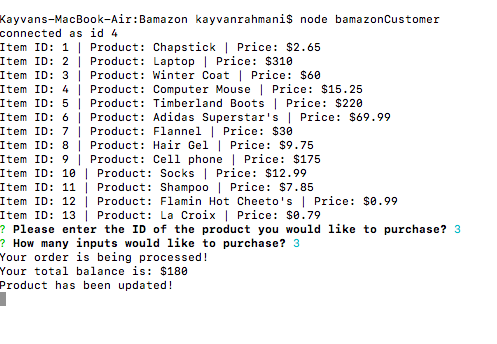 Kayvans-MacBook-Air:Bamazon kayvanrahmani$ node bamazonCustomer
connected as id 4
Item ID: 1 | Product: Chapstick | Price: $2.65
Item ID: 2 | Product: Laptop | Price: $310
Item ID: 3 | Product: Winter Coat | Price: $60
Item ID: 4 | Product: Computer Mouse | Price: $15.25
Item ID: 5 | Product: Timberland Boots | Price: $220
Item ID: 6 | Product: Adidas Superstar's | Price: $69.99
Item ID: 7 | Product: Flannel | Price: $30
Item ID: 8 | Product: Hair Gel | Price: $9.75
Item ID: 9 | Product: Cell phone | Price: $175
Item ID: 10 | Product: Socks | Price: $12.99
Item ID: 11 | Product: Shampoo | Price: $7.85
Item ID: 12 | Product: Flamin Hot Cheeto's | Price: $0.99
Item ID: 13 | Product: La Croix | Price: $0.79
? Please enter the ID of the product you would like to purchase? 3
? How many inputs would like to purchase? 3
Your order is being processed!
Your total balance is: $180
Product has been updated!